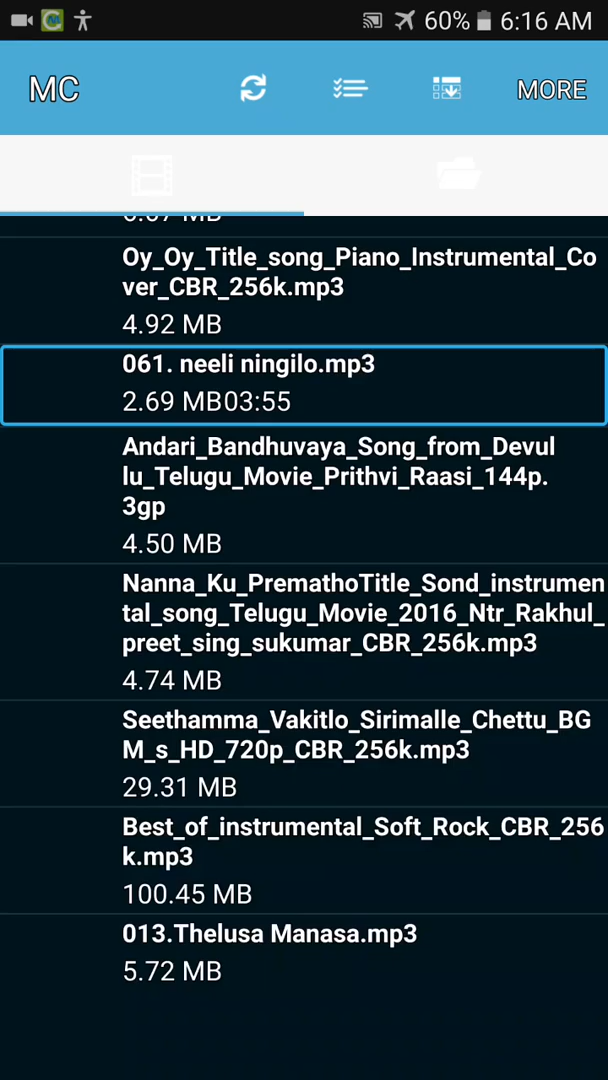 60% 6:16 AM
MC
MORE
Oy_Oy_Title_song_Piano_Instrumental_Co
ver_CBR_256k.mp3
4.92 MB
061. neeli ningilo.mp3
2.69 MB03:55
Andari_Bandhuvaya_Song_from_Devul
lu_Telugu_Movie_Prithvi_Raasi_144p.
3gp
4.50 MB
Nanna_Ku_PremathoTitle_Sond_instrumen
tal_song_Telugu_Movie_2016_Ntr_Rakhul_
preet_sing_sukumar_CBR_256k.mp3
4.74 MB
Seethamma_Vakitlo_Sirimalle_Chettu_BG
M_s_HD_720p_CBR_256k.mp3
29.31 MB
Best_of_instrumental_Soft_Rock_CBR_256
k.mp3
100.45 MB
013.Thelusa Manasa.mp3
5.72 MB